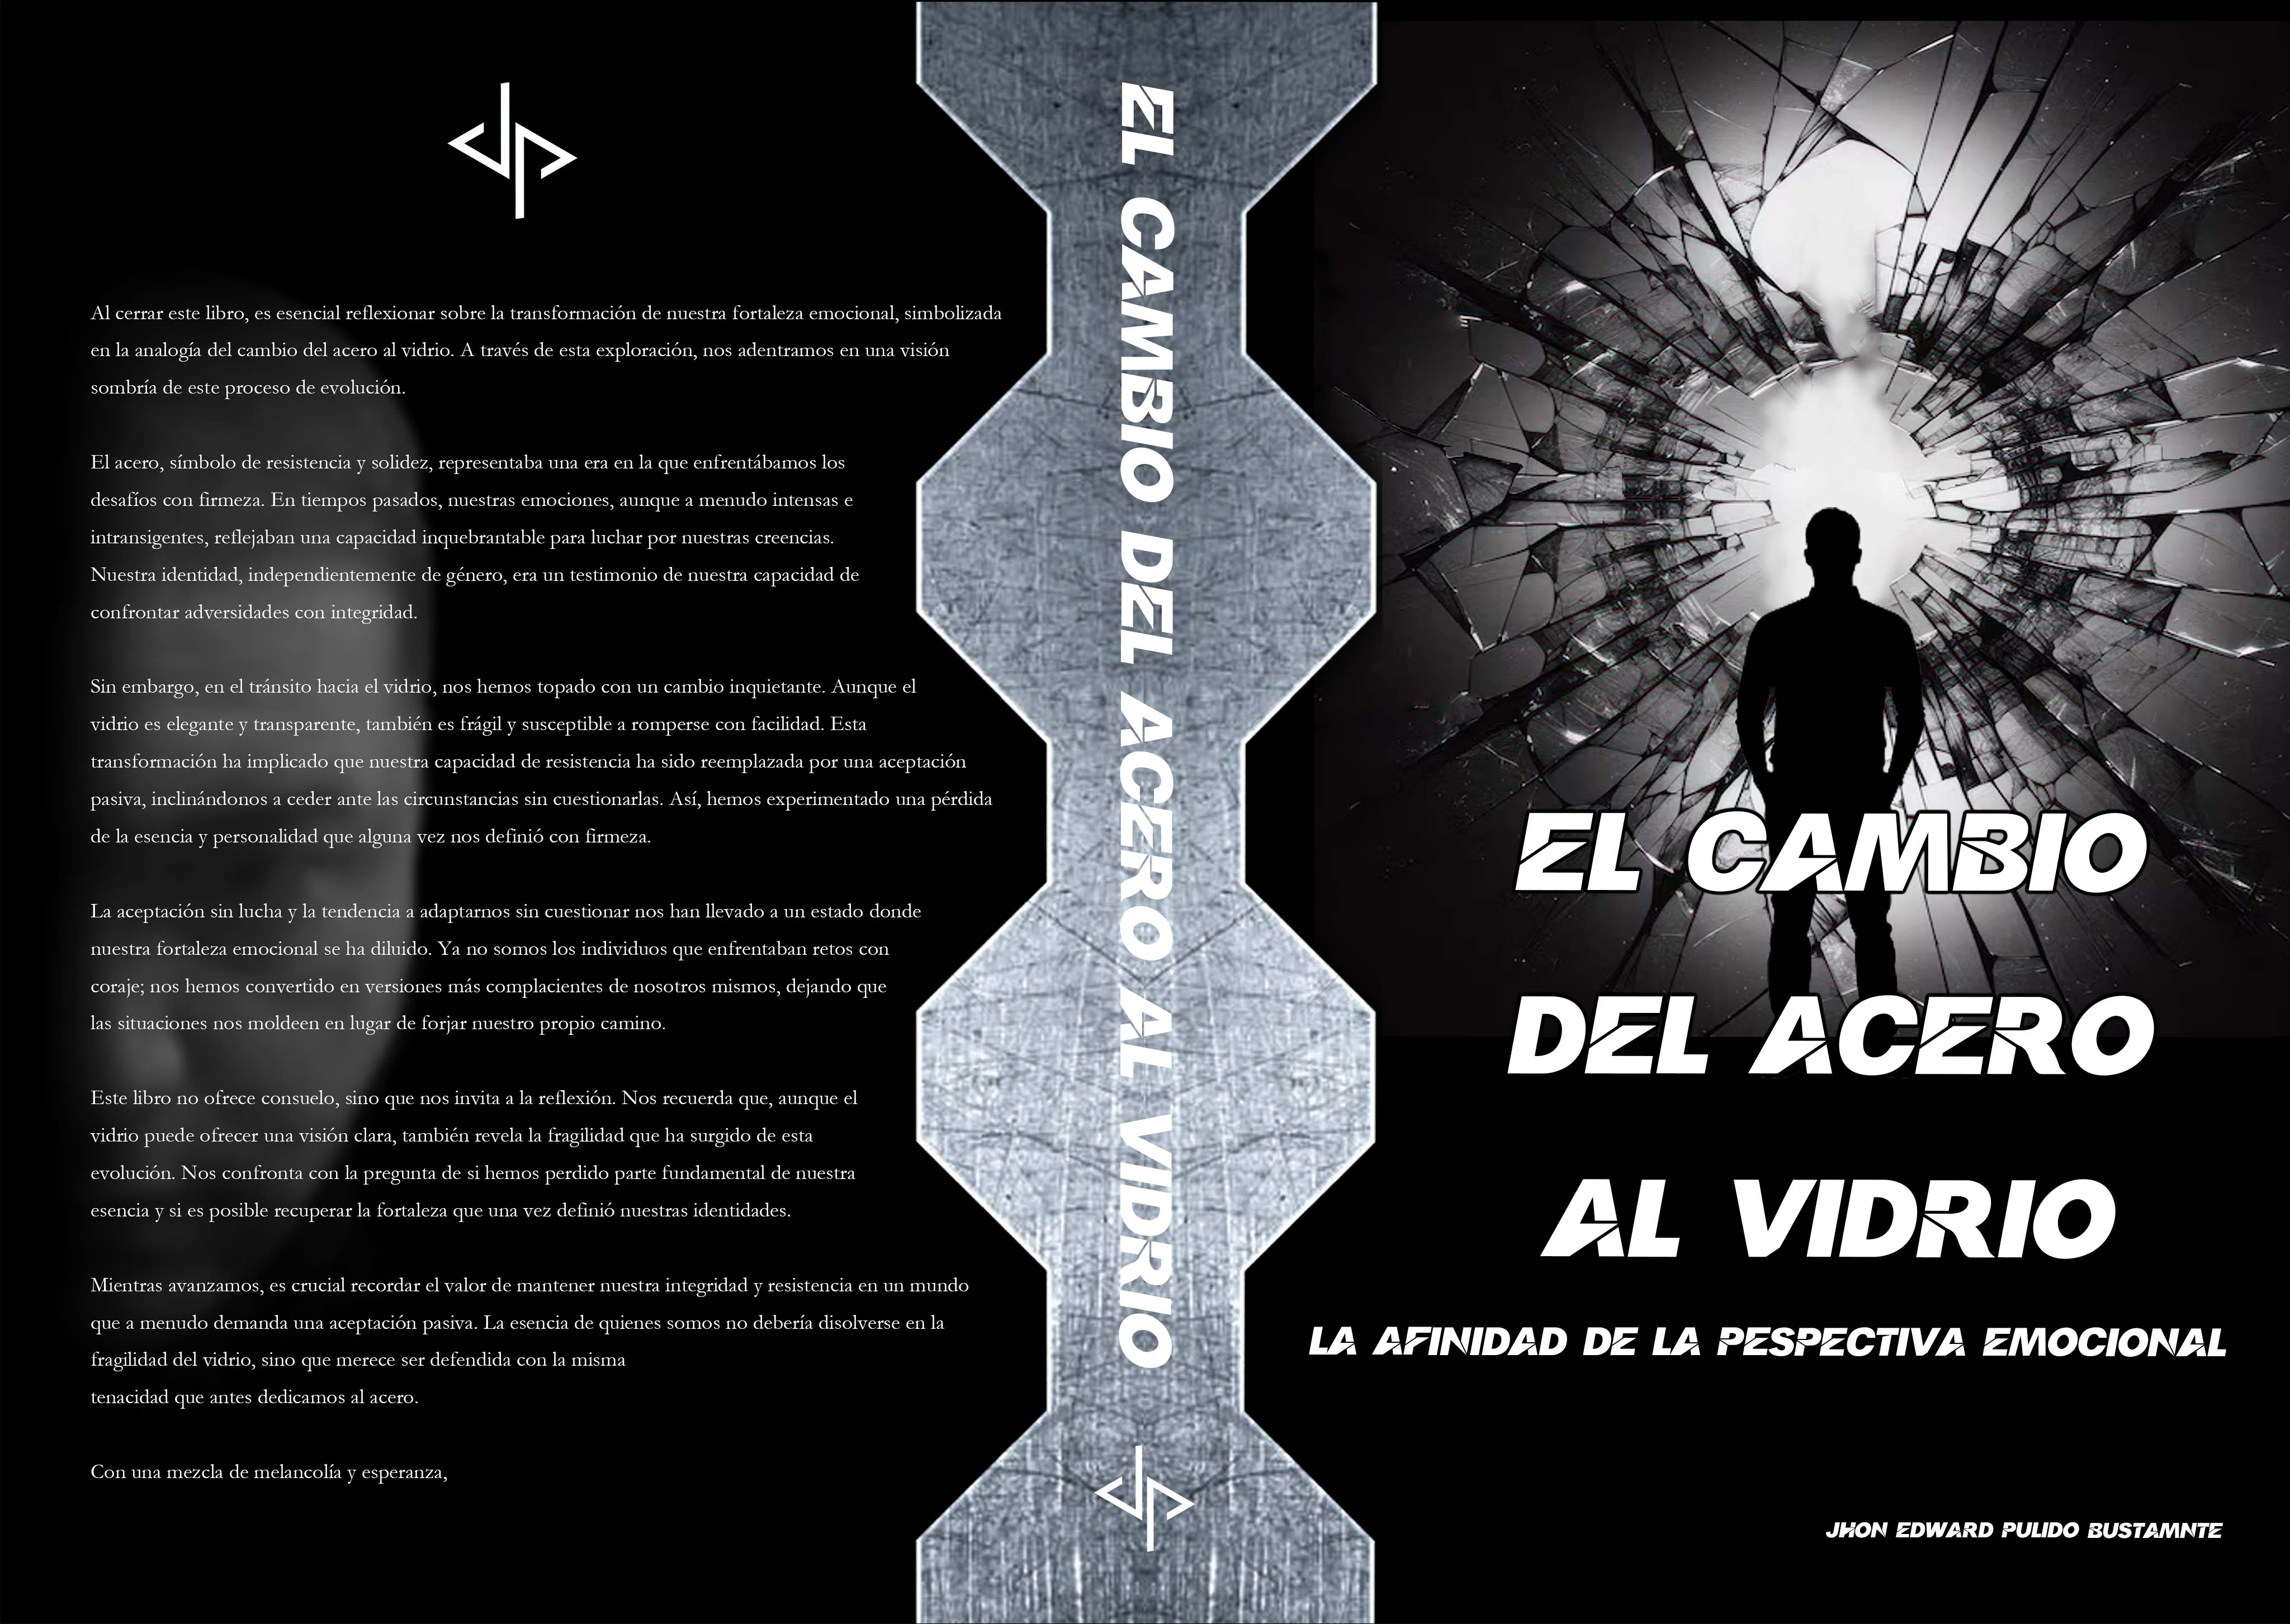 Al cerrar este libro, es esencial reflexionar sobre la transformación de nuestra fortaleza emocional, simbolizada
en la analogía del cambio del acero al vidrio. A través de esta exploración, nos adentramos en una visión
sombría de este proceso de evolución.
El acero, símbolo de resistencia y solidez, representaba una era en la que enfrentábamos los
desafíos con firmeza. En tiempos pasados, nuestras emociones, aunque a menudo intensas e
intransigentes, reflejaban una capacidad inquebrantable para luchar por nuestras creencias.
Nuestra identidad, independientemente de género, era un testimonio de nuestra capacidad de
confrontar adversidades con integridad.
Sin embargo, en el tránsito hacia el vidrio, nos hemos topado con un cambio inquietante. Aunque el
vidrio es elegante y transparente, también es frágil y susceptible a romperse con facilidad. Esta
transformación ha implicado que nuestra capacidad de resistencia ha sido reemplazada por una aceptación
pasiva, inclinándonos a ceder ante las circunstancias sin cuestionarlas. Así, hemos experimentado una pérdida
de la esencia y personalidad que alguna vez nos definió con firmeza.
La aceptación sin lucha y la tendencia a adaptarnos sin cuestionar nos han llevado a un estado donde
nuestra fortaleza emocional se ha diluido. Ya no somos los individuos que enfrentaban retos con
coraje; nos hemos convertido en versiones más complacientes de nosotros mismos, dejando que
las situaciones nos moldeen en lugar de forjar nuestro propio camino.
Este libro no ofrece consuelo, sino que nos invita a la reflexión. Nos recuerda que, aunque el
vidrio puede ofrecer una visión clara, también revela la fragilidad que ha surgido de esta
evolución. Nos confronta con la pregunta de si hemos perdido parte fundamental de nuestra
esencia y si es posible recuperar la fortaleza que una vez definió nuestras identidades.
Mientras avanzamos, es crucial recordar el valor de mantener nuestra integridad y resistencia en un mundo
que a menudo demanda una aceptación pasiva. La esencia de quienes somos no debería disolverse en la
fragilidad del vidrio, sino que merece ser defendida con la misma
tenacidad que antes dedicamos al acero.
Con una mezcla de melancolía y esperanza,
EL CAMBIO DEL ACERO AL VIDRIO
EL CAMBIO
DEL ACERO
AL VIDRIO
LA AFINIDAD DE LA PESPECTIVA EMOCIONAL
JHON EDWARD PULIDO BUSTAMNTE